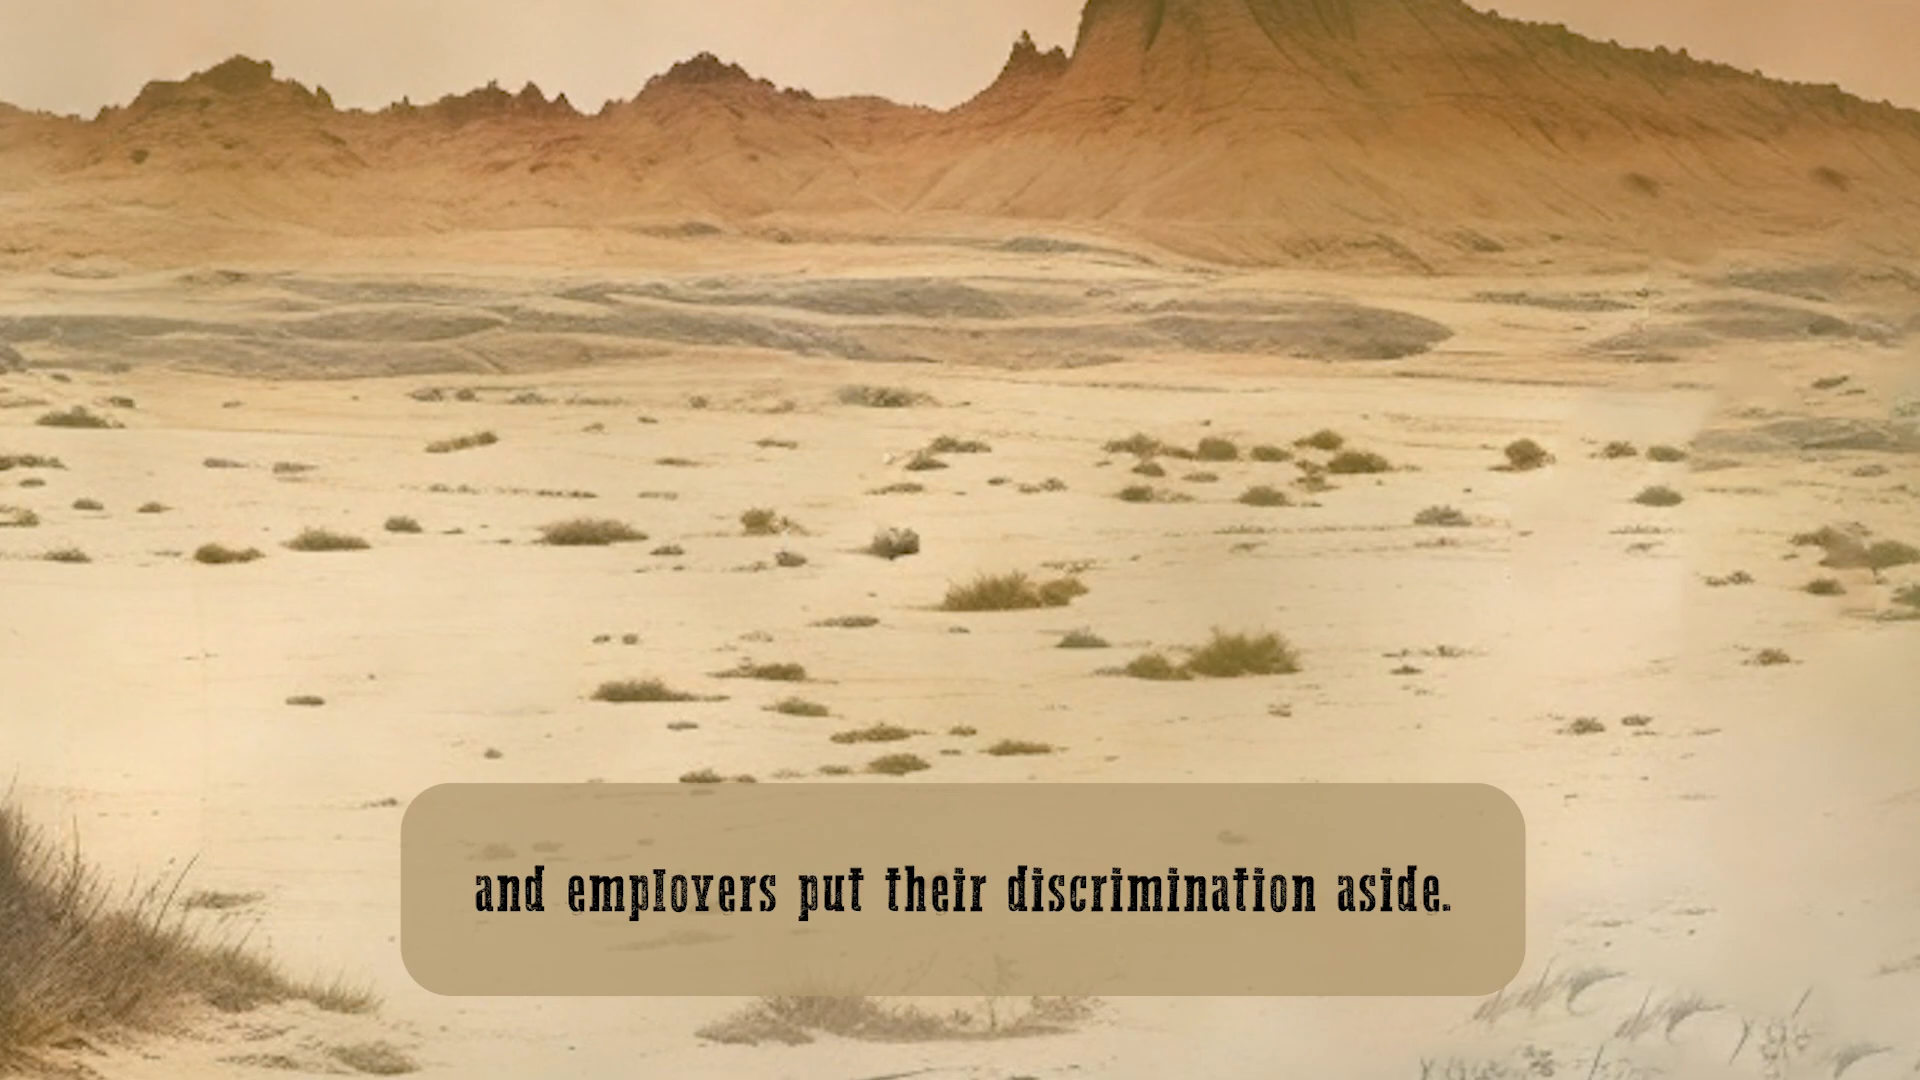 and employers put their discrimination aside.